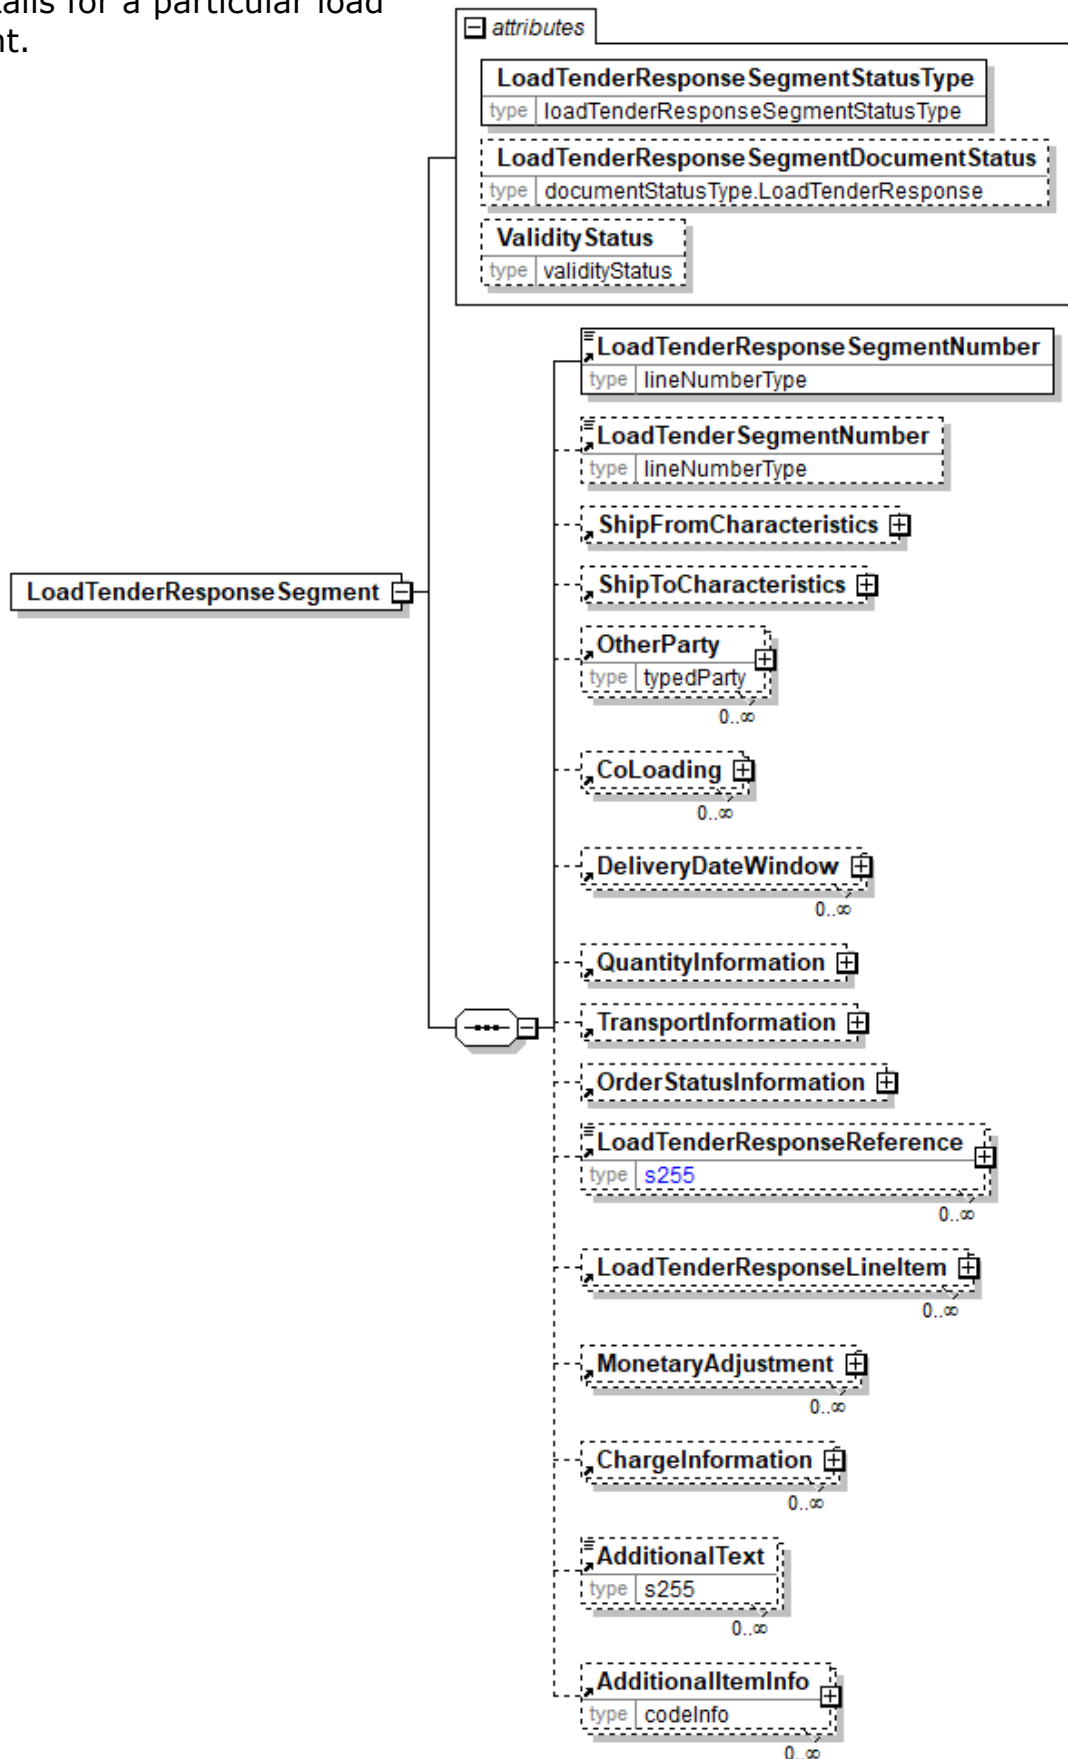 for a particular load
attributes
LoadTenderResponseSegmentStatusType
type loadTenderResponseSegmentStatusType
LoadTenderResponseSegmentDocumentStatus
type documentStatusType.LoadTenderResponse
ValidityStatus
type validityStatus
LoadTenderResponseSegmentNumber
type lineNumberType
LoadTenderSegmentNumber
type lineNumberType
ShipFromCharacteristics
LoadTenderResponseSegment
ShipToCharacteristics
OtherParty
type typedParty
0..∞
CoLoading
0..∞
DeliveryDateWindow
0..∞
QuantityInformation
TransportInformation
OrderStatusInformation
LoadTenderResponseReference
type s255
0..∞
LoadTenderResponseLineItem
0..∞
MonetaryAdjustment
0..∞
ChargeInformation
0..∞
AdditionalText
type s255
0..∞
AdditionalItemInfo
type codeInfo
0..∞